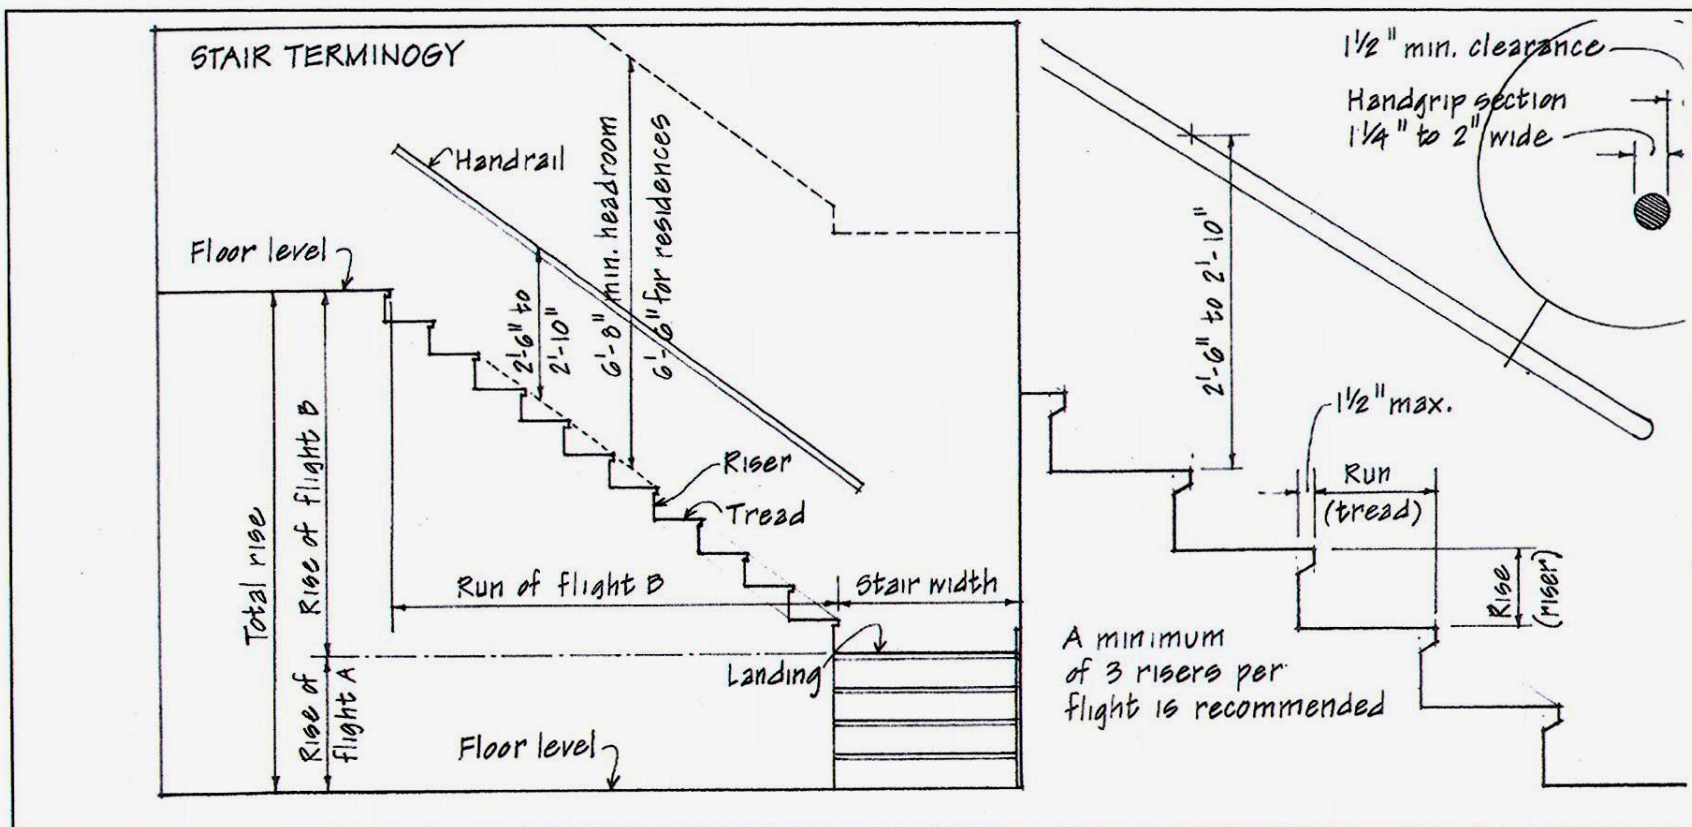 STAIR TERMINOGY
Handrail
Floor level
2'-6" to
2'-10"
6'-8" min. headroom
6'-6" for residences
Riser
Tread
Total rise
Rise of flight B
Rise of
flight A
Run of flight B
Stair width
Landing
Floor level
1½" min. clearance
Handgrip section
1¼" to 2" wide
2'-6" to 2'-10"
1½" max.
Run
(tread)
Rise
(riser)
A minimum
of 3 risers per
flight is recommended